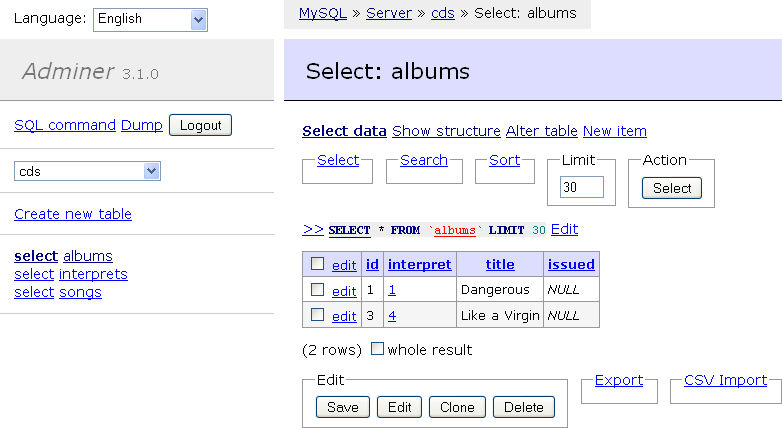 Language: English
MySQL » Server » cds » Select: albums
Adminer 3.1.0
Select: albums
SQL command Dump Logout
cds
Create new table
select albums
select interprets
select songs
Select data Show structure Alter table New item
Select Search Sort Limit Action
30 Select
>> SELECT * FROM `albums` LIMIT 30 Edit
edit id interpret title issued
edit 1 1 Dangerous NULL
edit 3 4 Like a Virgin NULL
(2 rows) whole result
Edit Export CSV Import
Save Edit Clone Delete